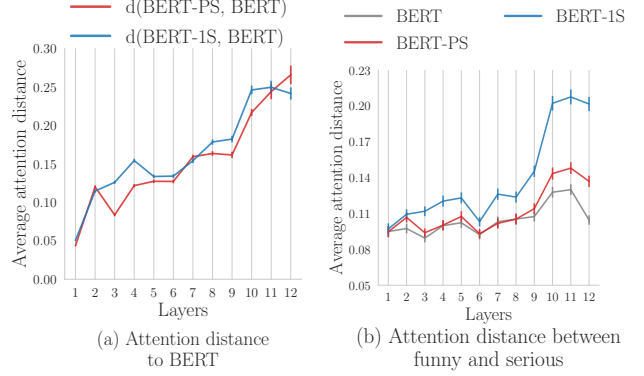 d(BERT-PS, BERT)
d(BERT-1S, BERT)
Average attention distance
0.30
0.25
0.20
0.15
0.10
0.05
0.00
1 2 3 4 5 6 7 8 9 10 11 12
Layers
(a) Attention distance
to BERT
BERT
BERT-1S
BERT-PS
Average attention distance
0.23
0.20
0.17
0.14
0.11
0.08
0.05
1 2 3 4 5 6 7 8 9 10 11 12
Layers
(b) Attention distance between
funny and serious